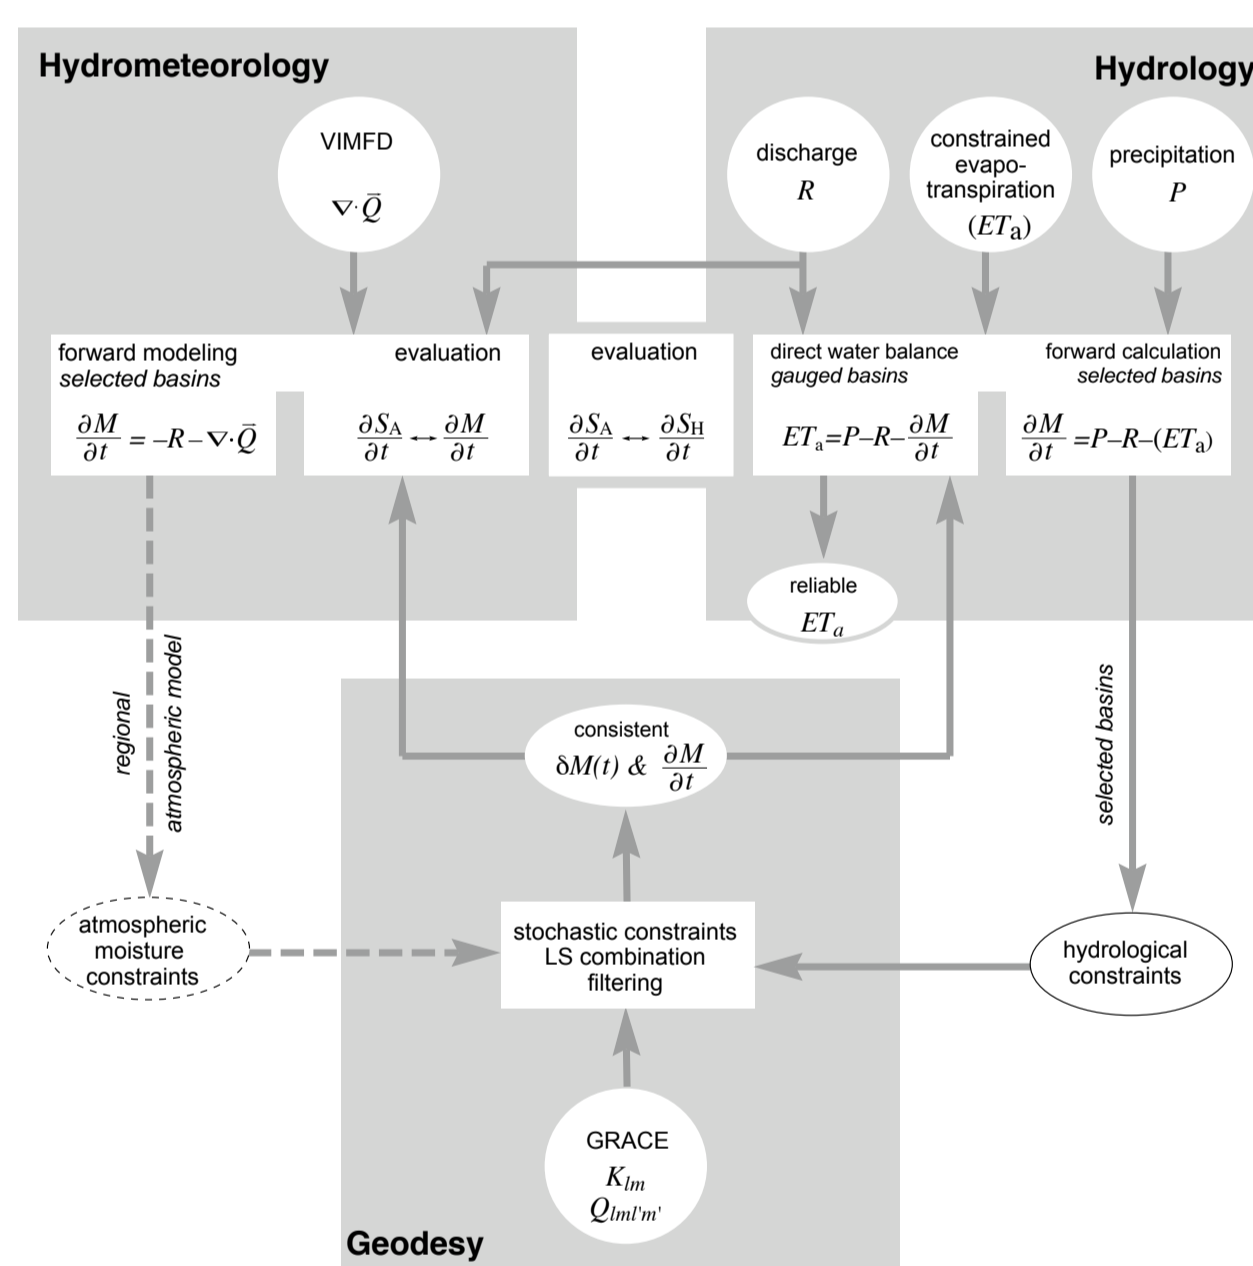 Hydrometeorology
Hydrology
VIMFD
∇·Q⃗
discharge
R
constrained
evapo-
transpiration
(ETa)
precipitation
P
forward modeling
selected basins
∂M/∂t = –R–∇·Q⃗
evaluation
∂SA/∂t ↔ ∂M/∂t
evaluation
∂SA/∂t ↔ ∂SH/∂t
direct water balance
gauged basins
ETa=P–R–∂M/∂t
forward calculation
selected basins
∂M/∂t =P–R–(ETa)
reliable
ETa
regional
atmospheric model
selected basins
consistent
δM(t) & ∂M/∂t
atmospheric
moisture
constraints
stochastic constraints
LS combination
filtering
hydrological
constraints
GRACE
Klm
Qlml'm'
Geodesy